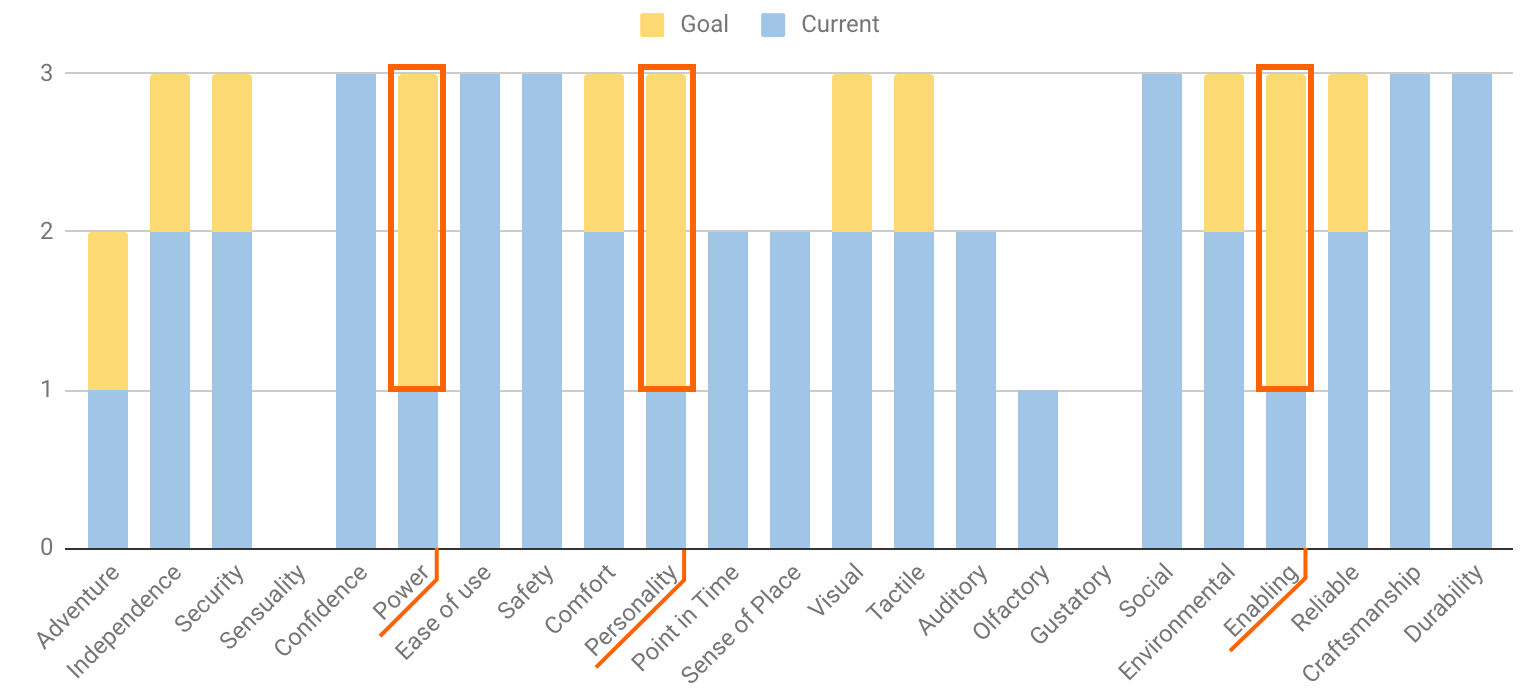 Goal Current
3
2
1
0
Adventure
Independence
Security
Sensuality
Confidence
Power
Ease of use
Safety
Comfort
Personality
Point in Time
Sense of Place
Visual
Tactile
Auditory
Olfactory
Gustatory
Social
Environmental
Enabling
Reliable
Craftsmanship
Durability